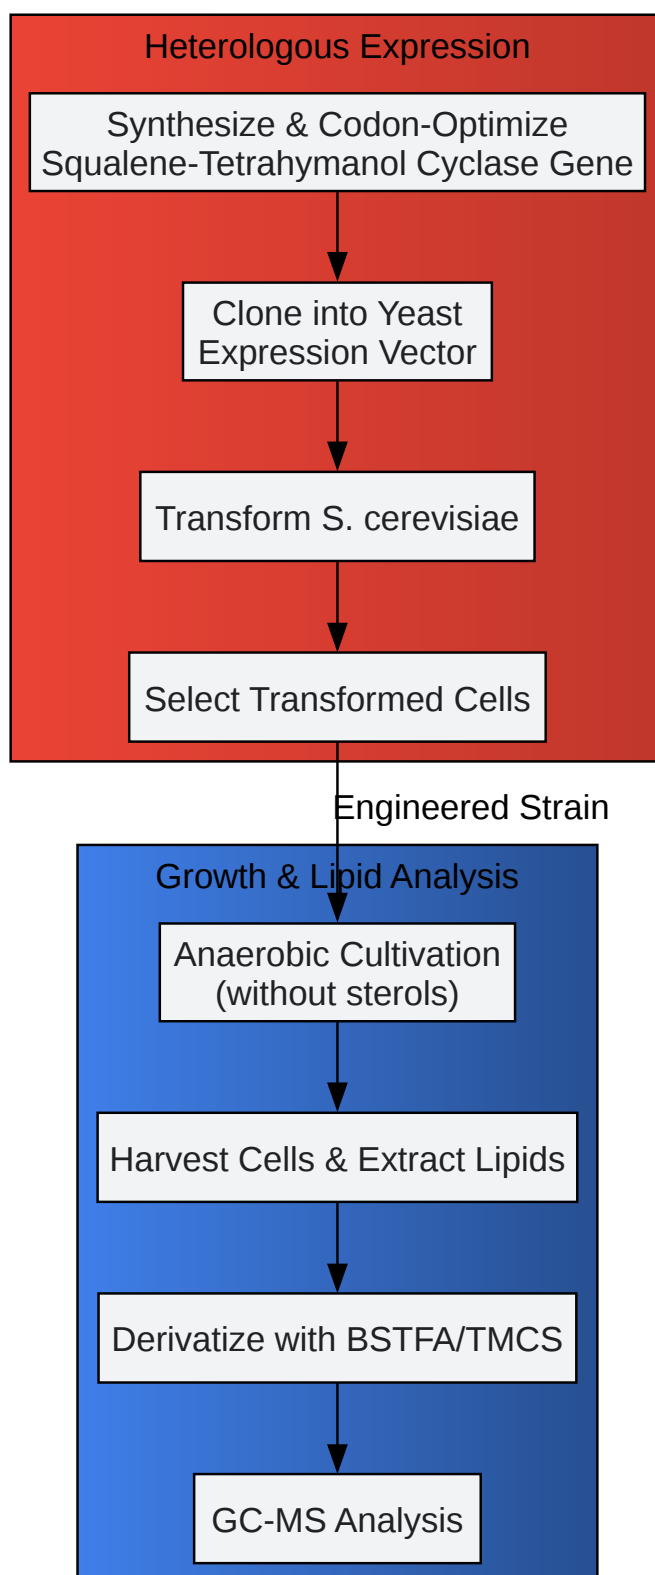 Heterologous Expression
Synthesize & Codon-Optimize
Squalene-Tetrahymanol Cyclase Gene
Clone into Yeast
Expression Vector
Transform S. cerevisiae
Select Transformed Cells
Engineered Strain
Growth & Lipid Analysis
Anaerobic Cultivation
(without sterols)
Harvest Cells & Extract Lipids
Derivatize with BSTFA/TMCS
GC-MS Analysis